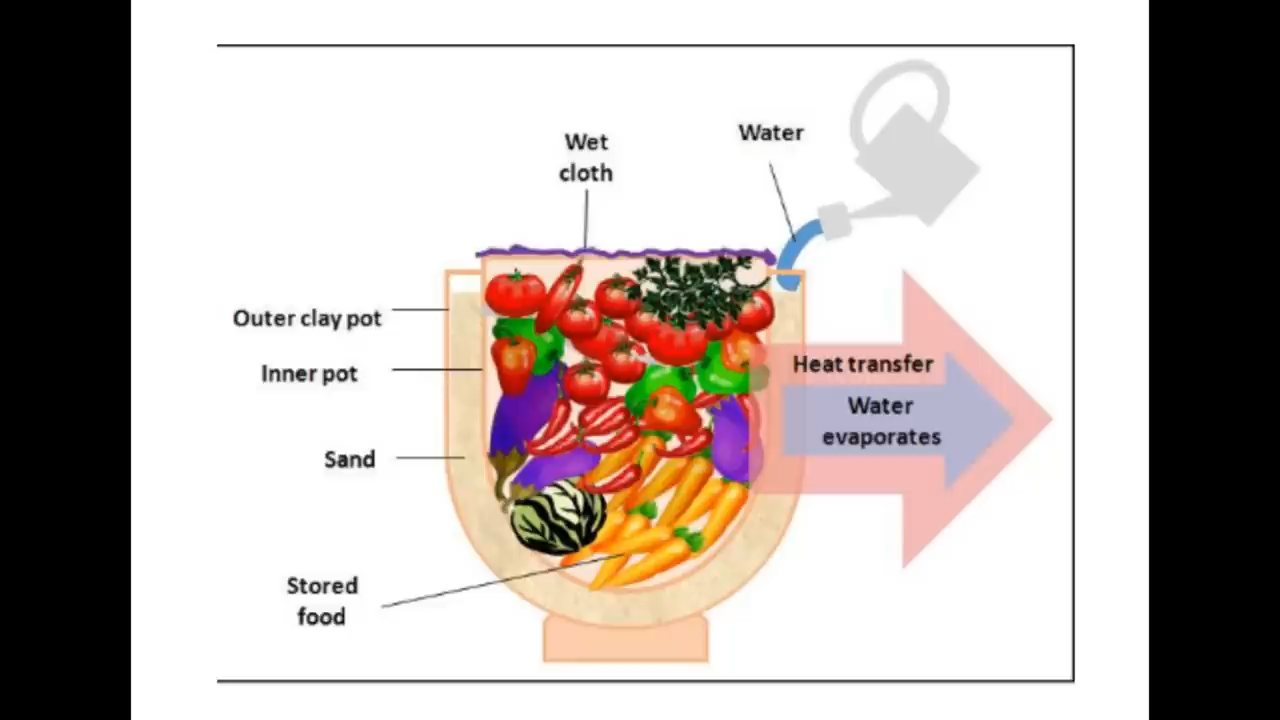 Wet
cloth
Water
Outer clay pot
Inner pot
Sand
Stored
food
Heat transfer
Water
evaporates